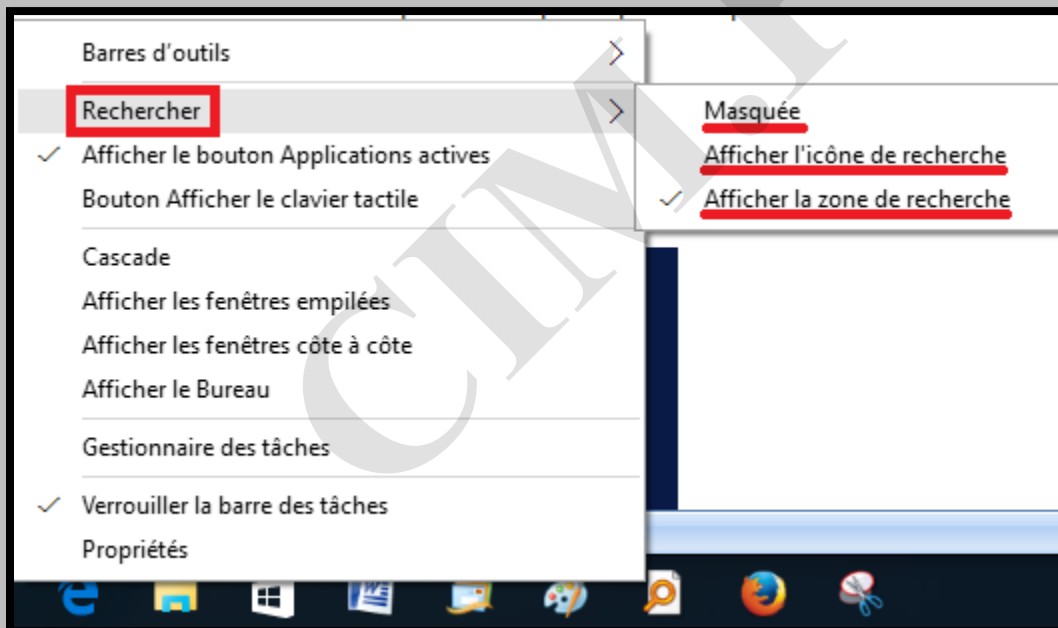 Barres d'outils
Rechercher
Afficher le bouton Applications actives
Bouton Afficher le clavier tactile
Cascade
Afficher les fenêtres empilées
Afficher les fenêtres côte à côte
Afficher le Bureau
Gestionnaire des tâches
Verrouiller la barre des tâches
Propriétés
Masquée
Afficher l'icône de recherche
Afficher la zone de recherche